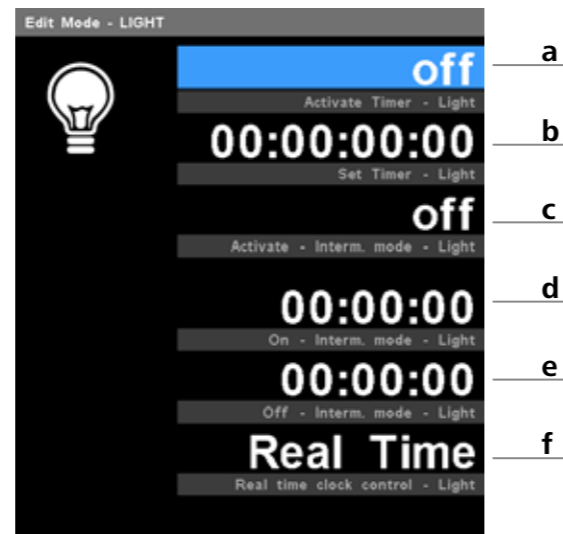 Edit Mode - LIGHT
off
a
Activate Timer - Light
00:00:00:00
b
Set Timer - Light
off
c
Activate - Interm. mode - Light
00:00:00
d
On - Interm. mode - Light
00:00:00
e
Off - Interm. mode - Light
Real Time
f
Real time clock control - Light